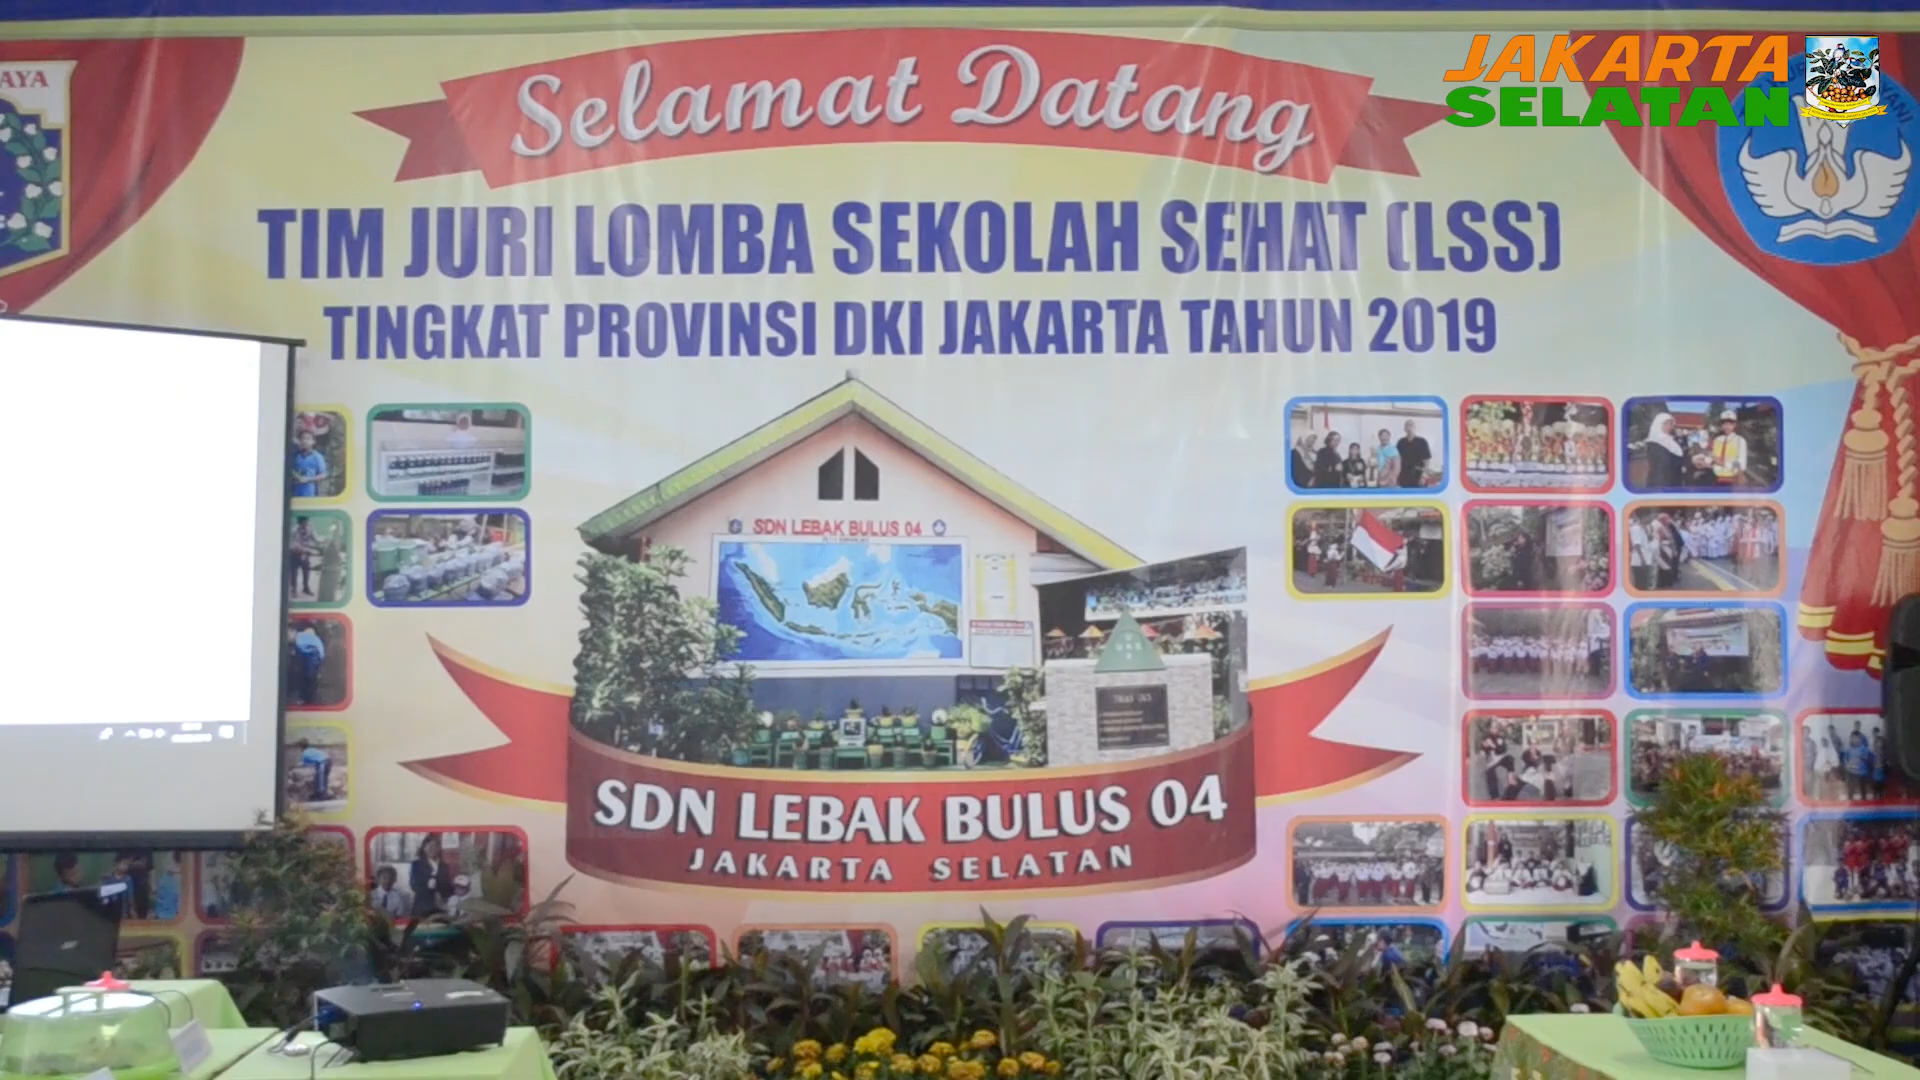 JAKARTA
SELATAN
AYA
Selamat Datang
TIM JURI LOMBA SEKOLAH SEHAT (LSS)
TINGKAT PROVINSI DKI JAKARTA TAHUN 2019
SDN LEBAK BULUS 04
SDN LEBAK BULUS 04
JAKARTA SELATAN